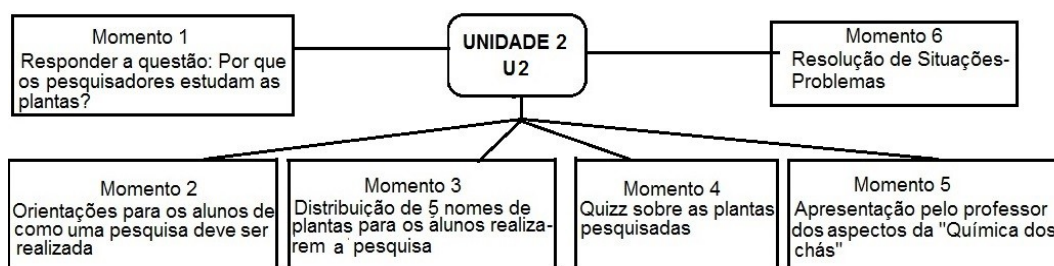 Momento 1
Responder a questão: Por que
os pesquisadores estudam as
plantas?
UNIDADE 2
U2
Momento 6
Resolução de Situações-
Problemas
Momento 2
Orientações para os alunos de
como uma pesquisa deve ser
realizada
Momento 3
Distribuição de 5 nomes de
plantas para os alunos realiza-
rem a pesquisa
Momento 4
Quizz sobre as plantas
pesquisadas
Momento 5
Apresentação pelo professor
dos aspectos da "Química dos
chás"